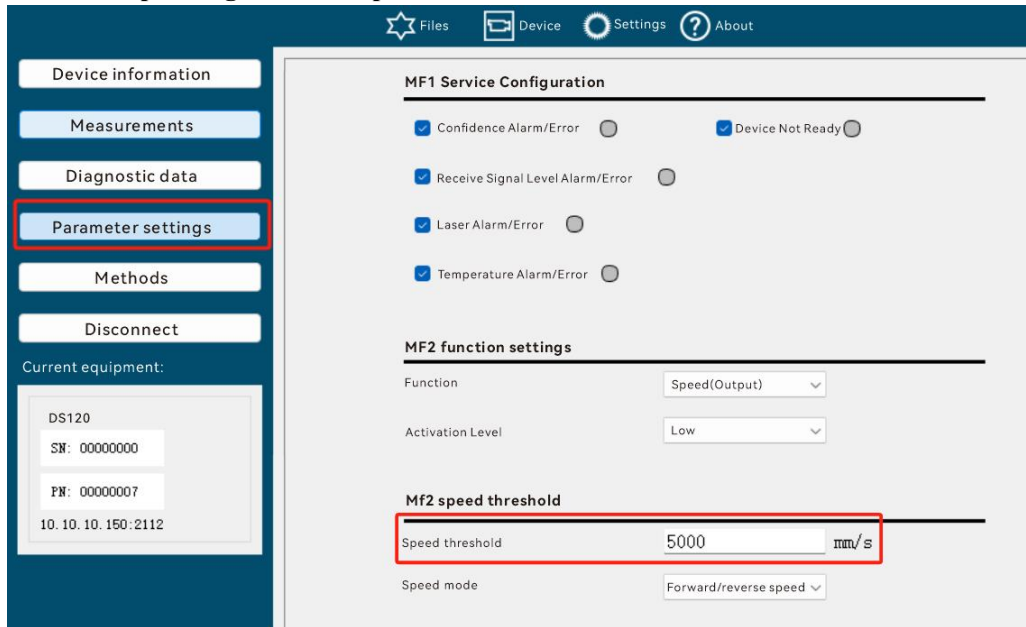 Files Device Settings ? About
Device information
Measurements
Diagnostic data
Parameter settings
Methods
Disconnect
Current equipment:
DS120
SN: 00000000
PN: 00000007
10.10.10.150:2112
MF1 Service Configuration
Confidence Alarm/Error Device Not Ready
Receive Signal Level Alarm/Error
Laser Alarm/Error
Temperature Alarm/Error
MF2 function settings
Function Speed(Output)
Activation Level Low
Mf2 speed threshold
Speed threshold 5000 mm/s
Speed mode Forward/reverse speed